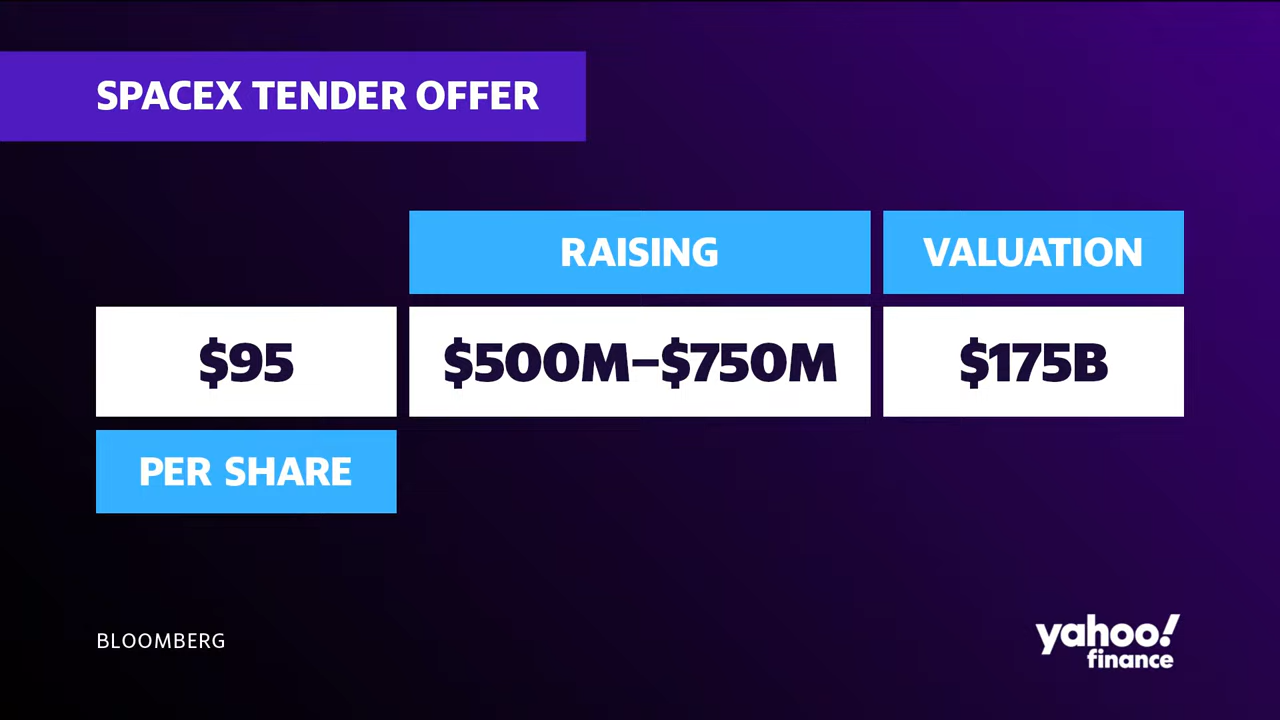 SPACEX TENDER OFFER
RAISING
VALUATION
$95
$500M–$750M
$175B
PER SHARE
BLOOMBERG
yahoo!
finance